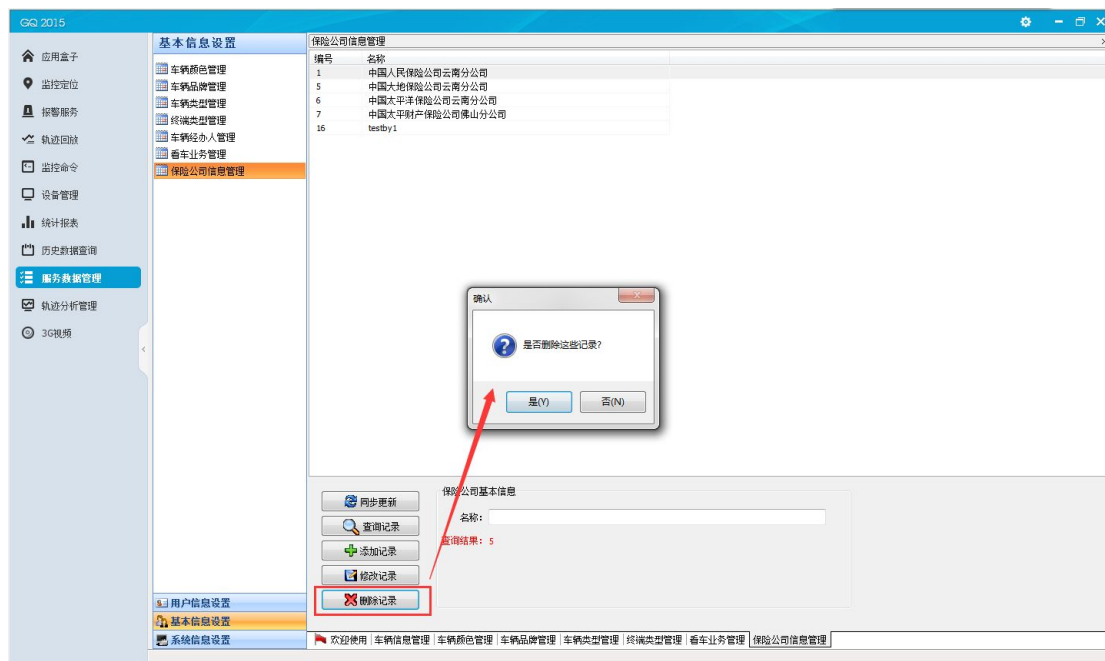 GQ 2015
应用盒子
监控定位
报警服务
轨迹回放
监控命令
设备管理
统计报表
历史数据查询
服务数据管理
轨迹分析管理
3G视频
基本信息设置
车辆颜色管理
车辆品牌管理
车辆类型管理
终端类型管理
车辆经办人管理
看车业务管理
保险公司信息管理
用户信息设置
基本信息设置
系统信息设置
保险公司信息管理
编号 名称
1 中国人民保险公司云南分公司
5 中国大地保险公司云南分公司
6 中国太平洋保险公司云南分公司
7 中国太平财产保险公司佛山分公司
16 testby1
确认
是否删除这些记录?
是(Y) 否(N)
同步更新
查询记录
添加记录
修改记录
删除记录
保险公司基本信息
名称:
查询结果: 5
欢迎使用 车辆信息管理 车辆颜色管理 车辆品牌管理 车辆类型管理 终端类型管理 看车业务管理 保险公司信息管理